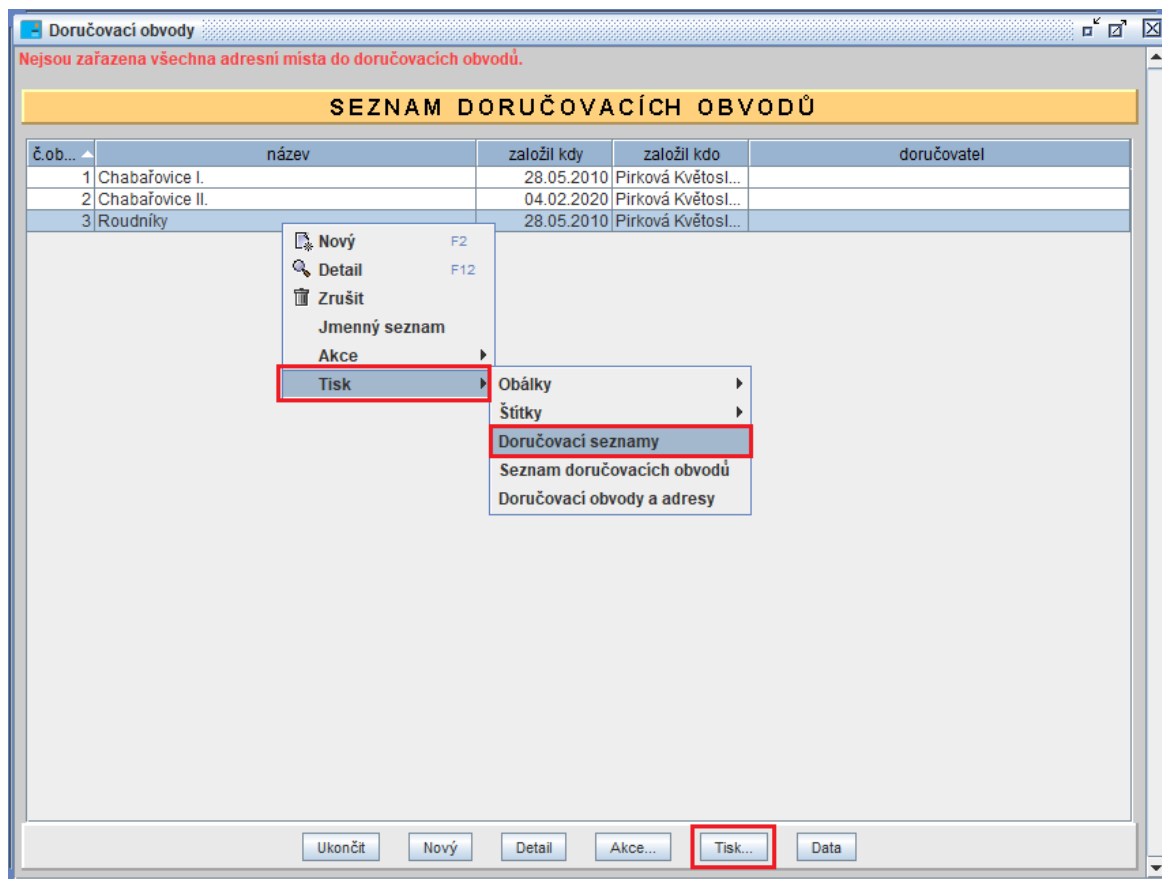 Doručovací obvody
Nejsou zařazena všechna adresní místa do doručovacích obvodů.
SEZNAM DORUČOVACÍCH OBVODŮ
č.ob... název založil kdy založil kdo doručovatel
1 Chabařovice I. 28.05.2010 Pirková Květosl...
2 Chabařovice II. 04.02.2020 Pirková Květosl...
3 Roudníky 28.05.2010 Pirková Květosl...
Nový F2
Detail F12
Zrušit
Jmenný seznam
Akce
Tisk
Obálky
Štítky
Doručovací seznamy
Seznam doručovacích obvodů
Doručovací obvody a adresy
Ukončit Nový Detail Akce... Tisk... Data